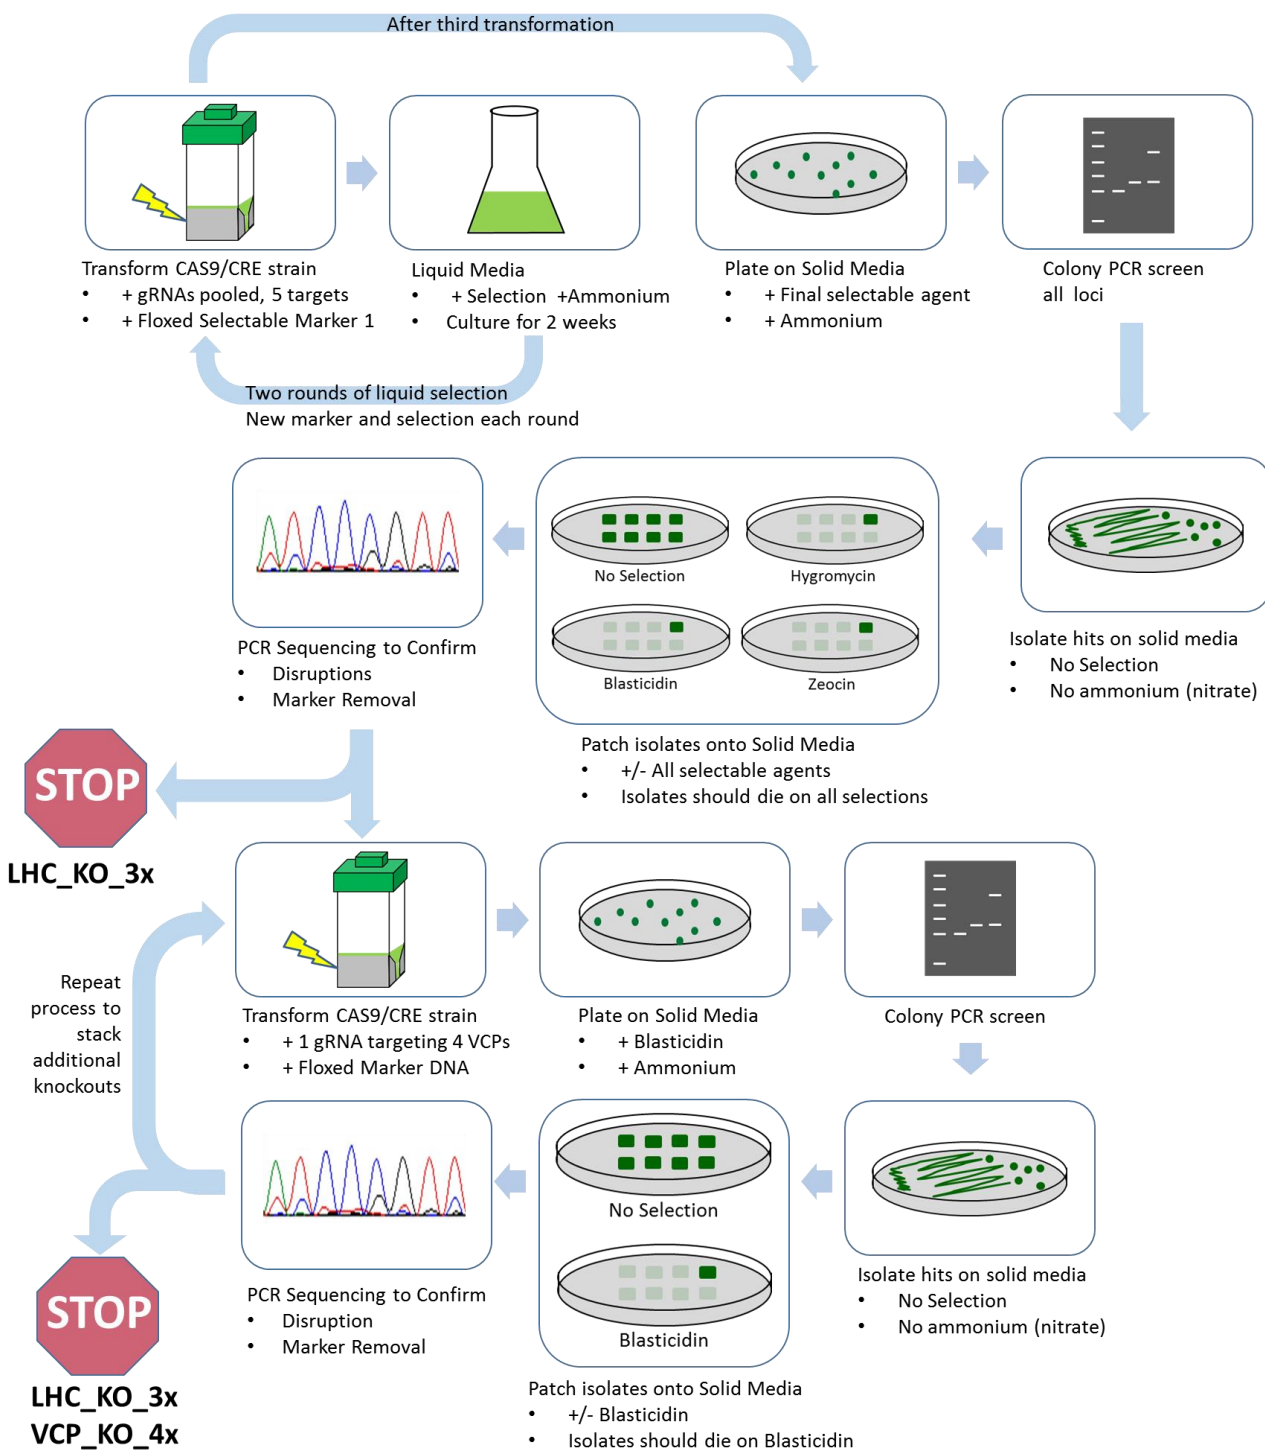 After third transformation
Transform CAS9/CRE strain
• + gRNAs pooled, 5 targets
• + Floxed Selectable Marker 1
Liquid Media
• + Selection +Ammonium
• Culture for 2 weeks
Plate on Solid Media
• + Final selectable agent
• + Ammonium
Colony PCR screen
all loci
Two rounds of liquid selection
New marker and selection each round
PCR Sequencing to Confirm
• Disruptions
• Marker Removal
No Selection
Hygromycin
Blasticidin
Zeocin
Patch isolates onto Solid Media
• +/- All selectable agents
• Isolates should die on all selections
Isolate hits on solid media
• No Selection
• No ammonium (nitrate)
STOP
LHC_KO_3x
Transform CAS9/CRE strain
• + 1 gRNA targeting 4 VCPs
• + Floxed Marker DNA
Plate on Solid Media
• + Blasticidin
• + Ammonium
Colony PCR screen
Repeat
process to
stack
additional
knockouts
PCR Sequencing to Confirm
• Disruption
• Marker Removal
No Selection
Blasticidin
Patch isolates onto Solid Media
• +/- Blasticidin
• Isolates should die on Blasticidin
Isolate hits on solid media
• No Selection
• No ammonium (nitrate)
STOP
LHC_KO_3x
VCP_KO_4x